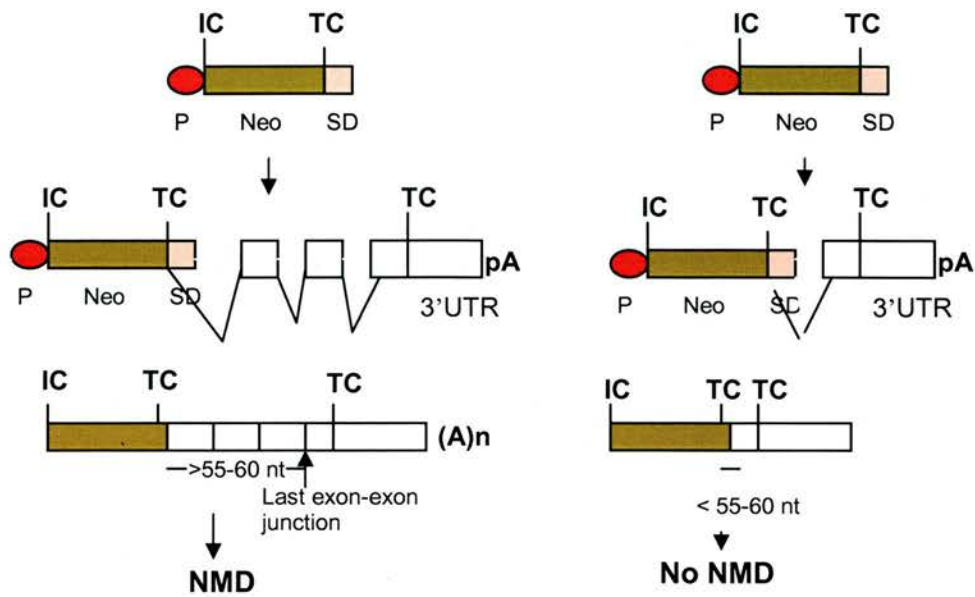 IC TC
P Neo SD
IC TC TC
pA
P Neo SD 3'UTR
IC TC TC
(A)n
>55-60 nt
Last exon-exon
junction
NMD
IC TC
P Neo SD
IC TC TC
pA
P Neo SD 3'UTR
IC TC TC
< 55-60 nt
No NMD